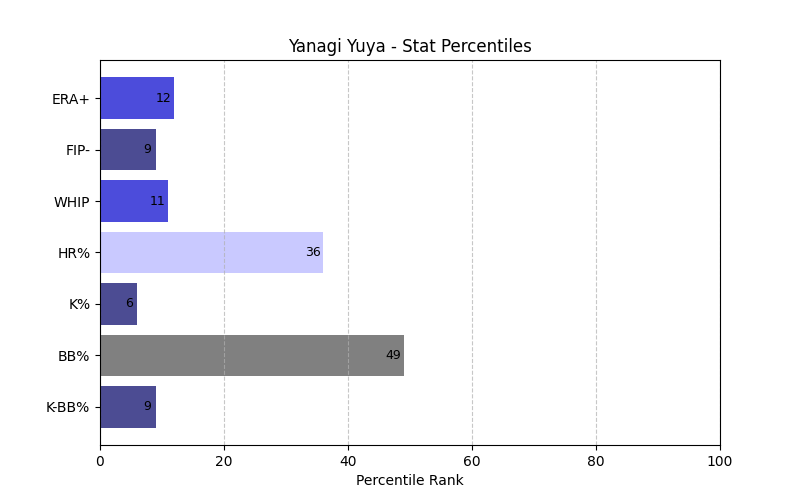 Yanagi Yuya - Stat Percentiles
ERA+ 12
FIP- 9
WHIP 11
HR% 36
K% 6
BB% 49
K-BB% 9
0 20 40 60 80 100
Percentile Rank